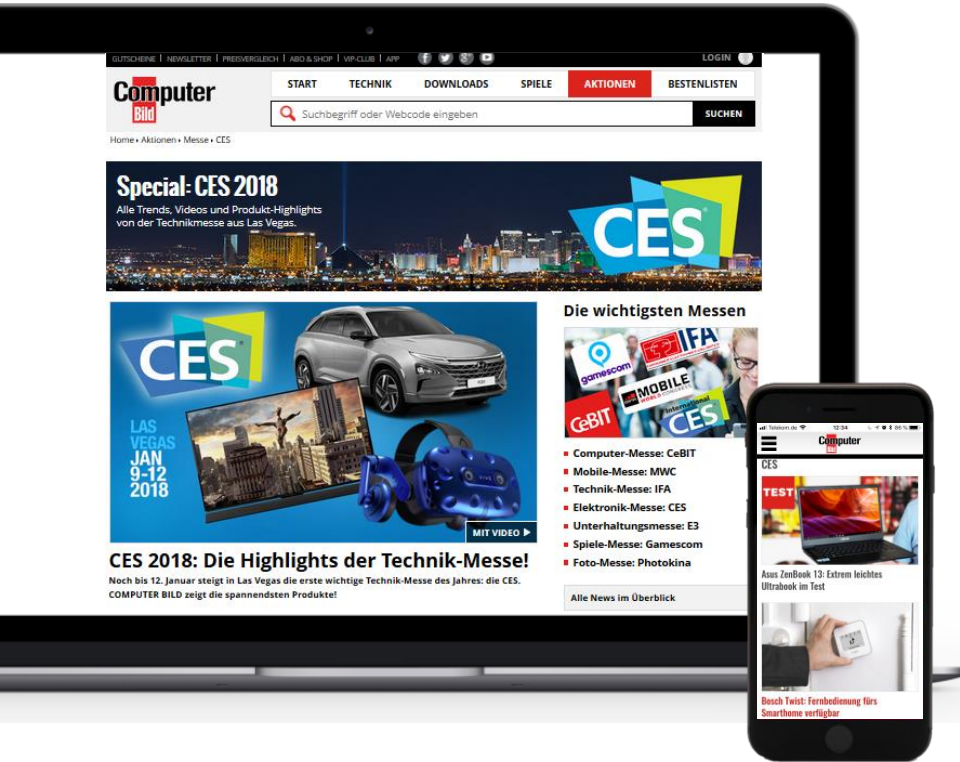 GUTSCHEINE | NEWSLETTER | PREISVERGLEICH | ABO & SHOP | VIP-CLUB | APP
LOGIN
Computer
Bild
START TECHNIK DOWNLOADS SPIELE AKTIONEN BESTENLISTEN
Suchbegriff oder Webcode eingeben
SUCHEN
Home › Aktionen › Messe › CES
Special: CES 2018
Alle Trends, Videos und Produkt-Highlights
von der Technikmesse aus Las Vegas.
CES
CES
LAS
VEGAS
JAN
9-12
2018
VIVE
MIT VIDEO
CES 2018: Die Highlights der Technik-Messe!
Noch bis 12. Januar steigt in Las Vegas die erste wichtige Technik-Messe des Jahres: die CES.
COMPUTER BILD zeigt die spannendsten Produkte!
Die wichtigsten Messen
IFA
gamescom
MOBILE
WORLD CONGRESS
CeBIT
International
CES
Computer-Messe: CeBIT
Mobile-Messe: MWC
Technik-Messe: IFA
Elektronik-Messe: CES
Unterhaltungsmesse: E3
Spiele-Messe: Gamescom
Foto-Messe: Photokina
Alle News im Überblick
Telekom.de 12:34 86 %
Computer
Bild
CES
TEST
Asus ZenBook 13: Extrem leichtes
Ultrabook im Test
Bosch Twist: Fernbedienung fürs
Smarthome verfügbar